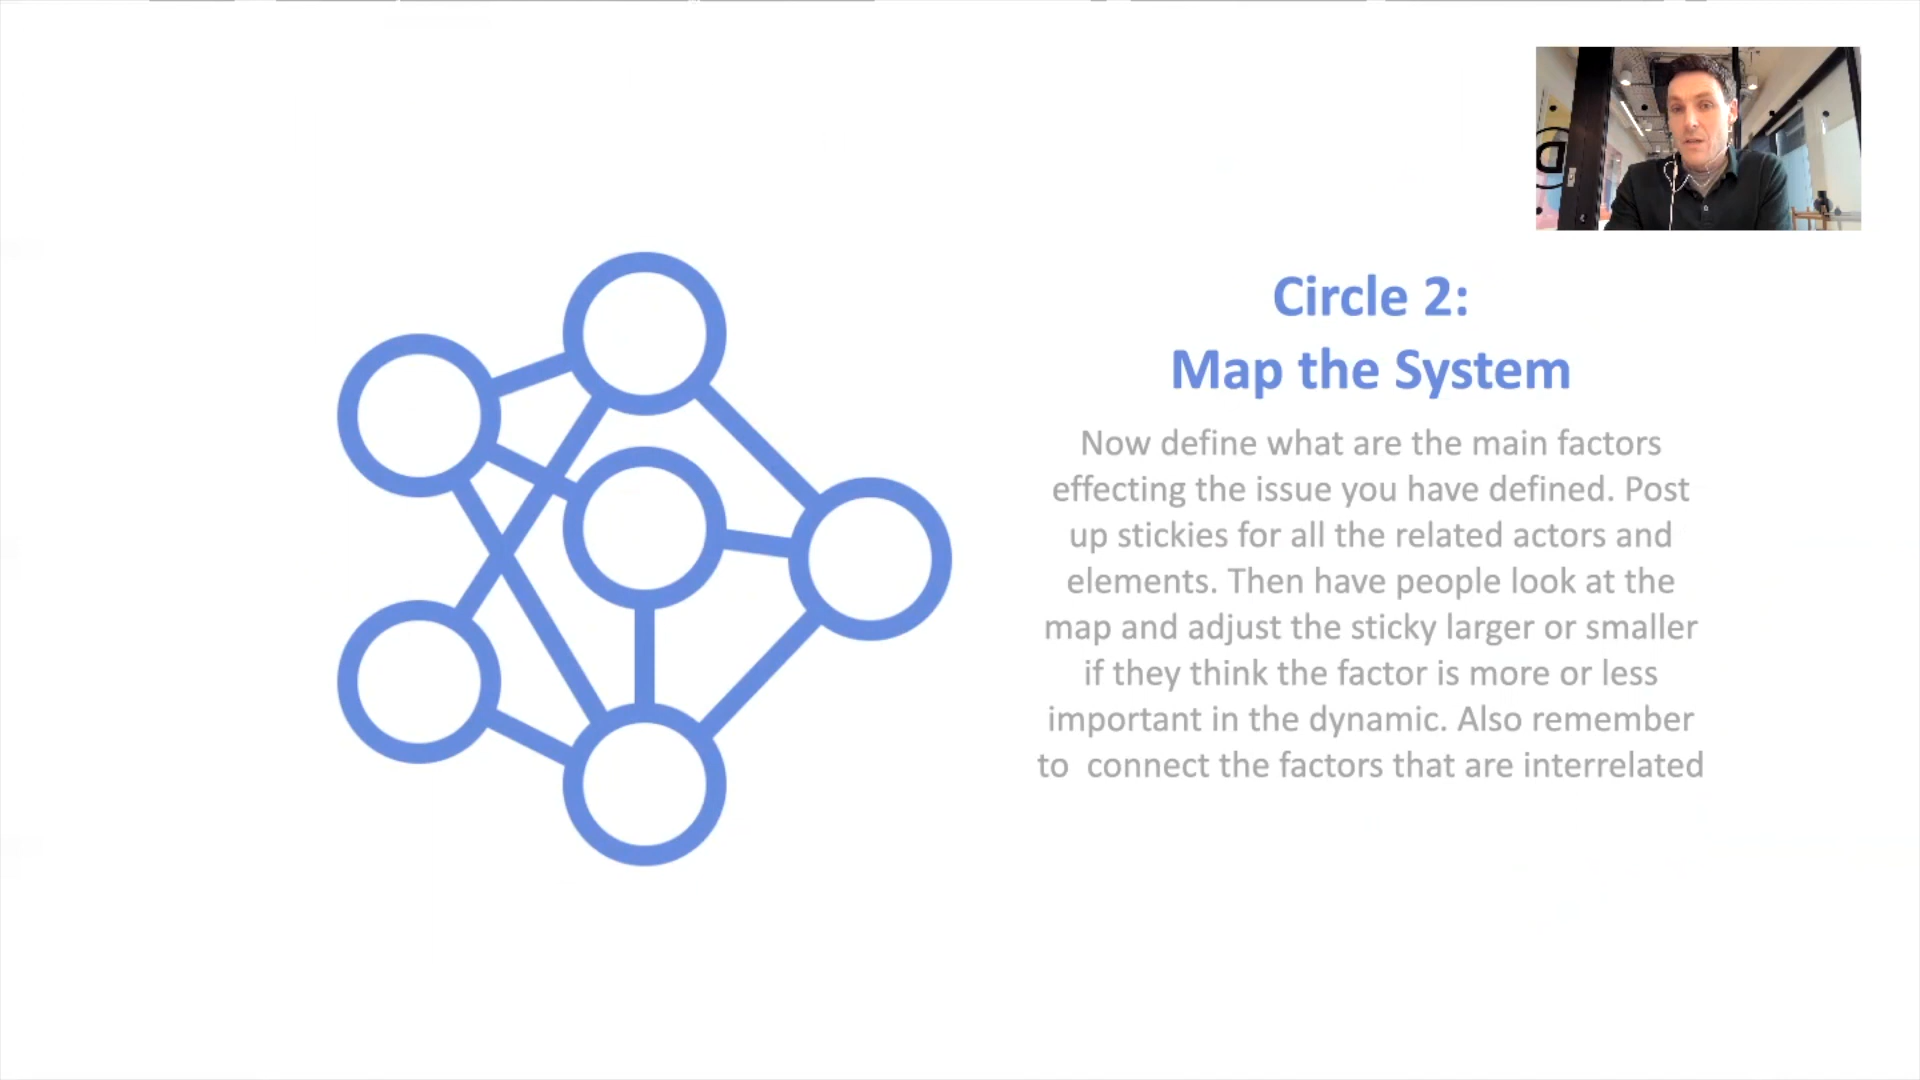 Circle 2:
Map the System
Now define what are the main factors
effecting the issue you have defined. Post
up stickies for all the related actors and
elements. Then have people look at the
map and adjust the sticky larger or smaller
if they think the factor is more or less
important in the dynamic. Also remember
to  connect the factors that are interrelated